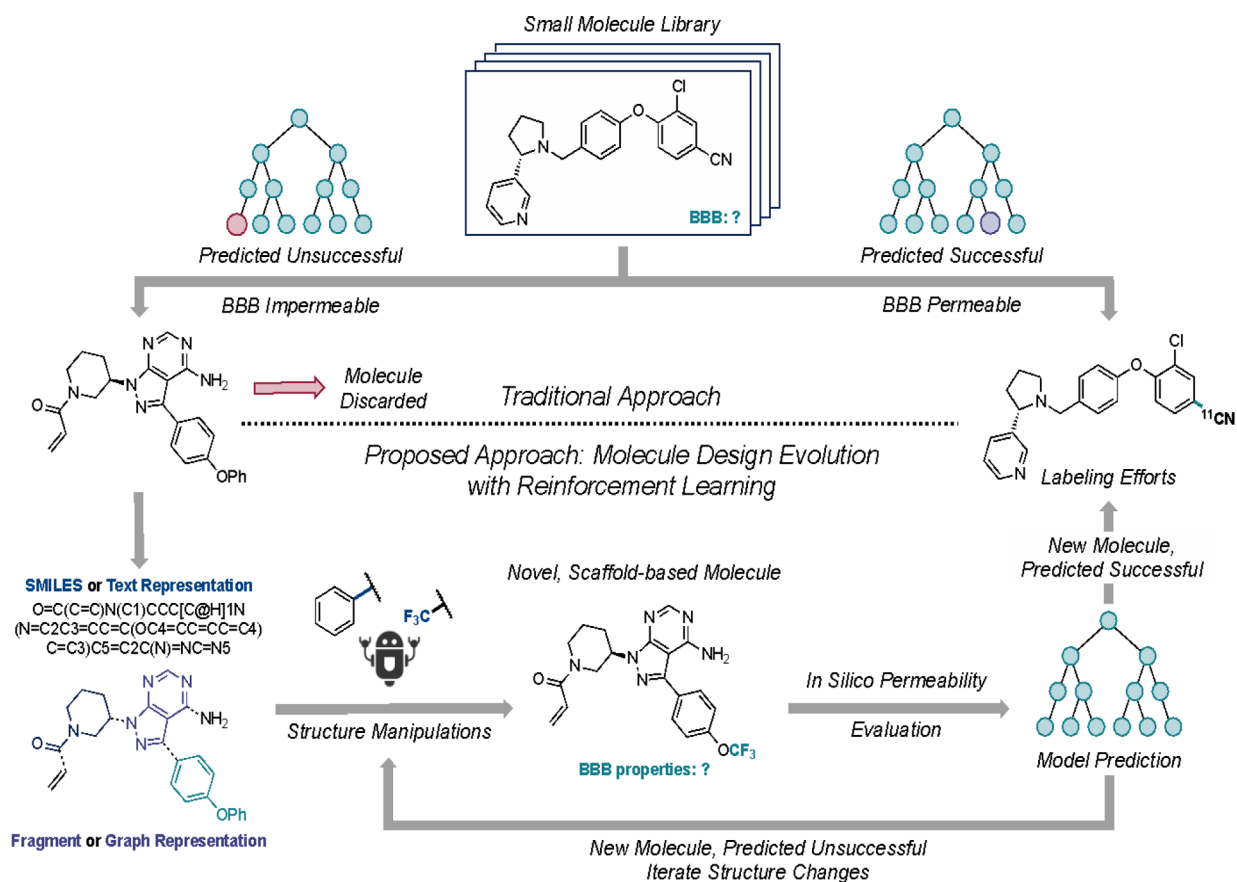 Small Molecule Library
Cl
O
N
CN
N
BBB: ?
Predicted Unsuccessful
Predicted Successful
BBB Impermeable
BBB Permeable
N
N
N
N
NH2
N
O
OPh
Molecule
Discarded
Traditional Approach
Proposed Approach: Molecule Design Evolution
with Reinforcement Learning
Cl
O
N
11CN
N
Labeling Efforts
New Molecule,
Predicted Successful
SMILES or Text Representation
O=C(C=C)N(C1)CCC[C@H]1N
(N=C2C3=CC=C(OC4=CC=CC=C4)
C=C3)C5=C2C(N)=NC=N5
N
N
N
N
NH2
N
O
OPh
Fragment or Graph Representation
F3C
Structure Manipulations
Novel, Scaffold-based Molecule
N
N
N
N
NH2
N
O
OCF3
BBB properties: ?
In Silico Permeability
Evaluation
Model Prediction
New Molecule, Predicted Unsuccessful
Iterate Structure Changes